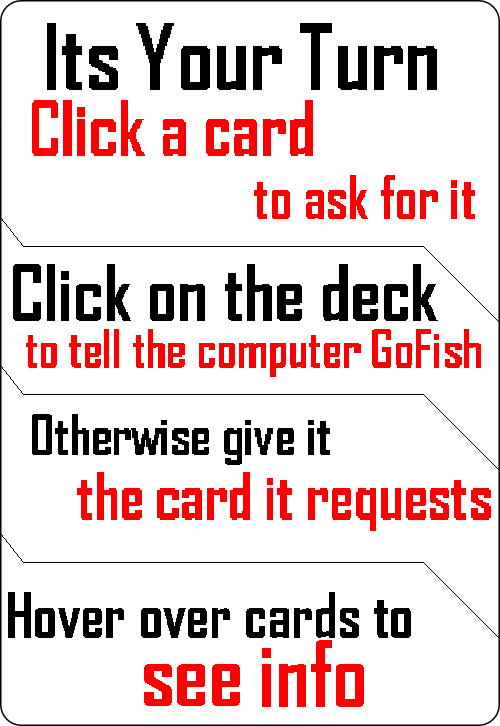 Its Your Turn
Click a card
to ask for it
Click on the deck
to tell the computer GoFish
Otherwise give it
the card it requests
Hover over cards to
see info